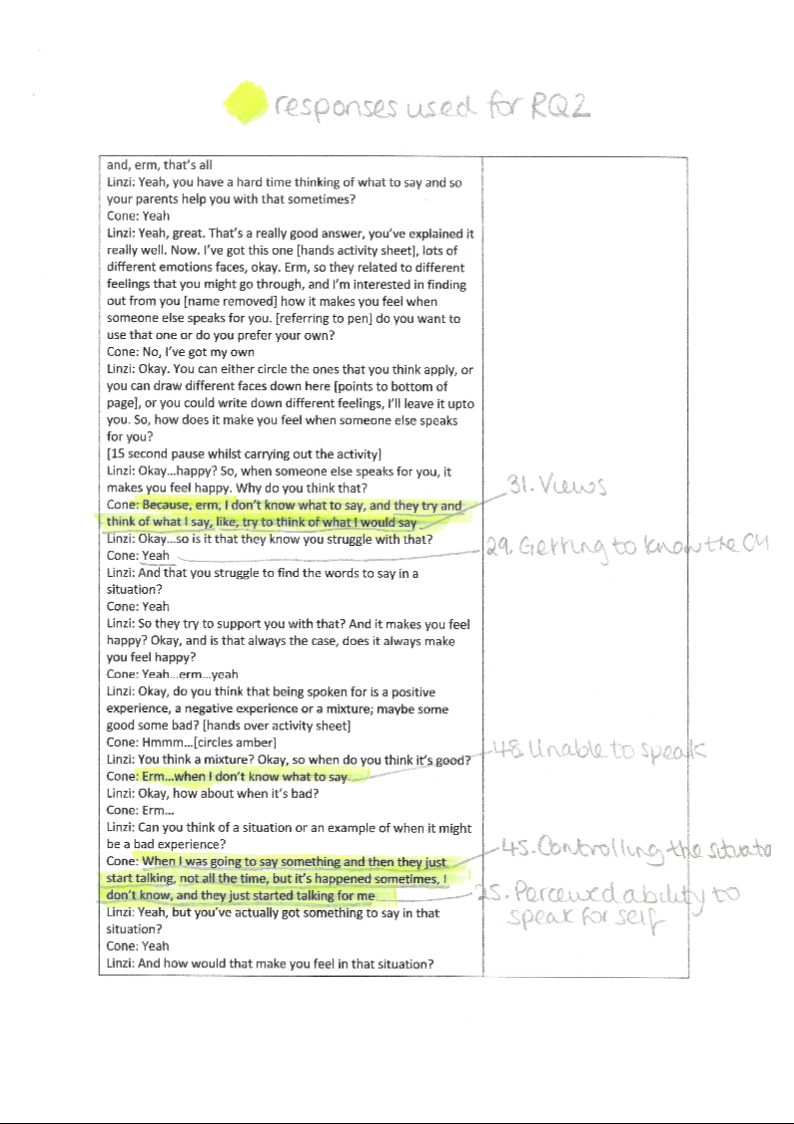 responses used for RQ2
and, erm, that's all
Linzi: Yeah, you have a hard time thinking of what to say and so
your parents help you with that sometimes?
Cone: Yeah
Linzi: Yeah, great. That's a really good answer, you've explained it
really well. Now. I've got this one [hands activity sheet], lots of
different emotions faces, okay. Erm, so they related to different
feelings that you might go through, and I'm interested in finding
out from you [name removed] how it makes you feel when
someone else speaks for you. [referring to pen] do you want to
use that one or do you prefer your own?
Cone: No, I've got my own
Linzi: Okay. You can either circle the ones that you think apply, or
you can draw different faces down here [points to bottom of
page], or you could write down different feelings, I'll leave it upto
you. So, how does it make you feel when someone else speaks
for you?
[15 second pause whilst carrying out the activity]
Linzi: Okay...happy? So, when someone else speaks for you, it
makes you feel happy. Why do you think that?
31. Views
Cone: Because, erm, I don't know what to say, and they try and
think of what I say, like, try to think of what I would say
Linzi: Okay...so is it that they know you struggle with that?
29. Getting to know the CM
Cone: Yeah
Linzi: And that you struggle to find the words to say in a
situation?
Cone: Yeah
Linzi: So they try to support you with that? And it makes you feel
happy? Okay, and is that always the case, does it always make
you feel happy?
Cone: Yeah...erm...yeah
Linzi: Okay, do you think that being spoken for is a positive
experience, a negative experience or a mixture; maybe some
good some bad? [hands over activity sheet]
Cone: Hmmm...[circles amber]
48. Unable to speak
Linzi: You think a mixture? Okay, so when do you think it's good?
Cone: Erm...when I don't know what to say
Linzi: Okay, how about when it's bad?
Cone: Erm...
Linzi: Can you think of a situation or an example of when it might
be a bad experience?
45. Controlling the situatio
Cone: When I was going to say something and then they just
start talking, not all the time, but it's happened sometimes, I
don't know, and they just started talking for me
25. Perceived ability to
speak for self
Linzi: Yeah, but you've actually got something to say in that
situation?
Cone: Yeah
Linzi: And how would that make you feel in that situation?